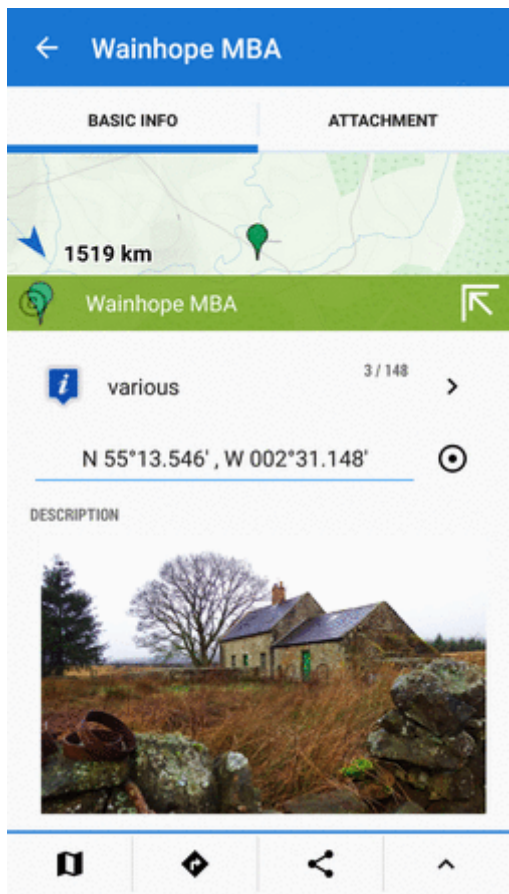 Wainhope MBA
BASIC INFO
ATTACHMENT
1519 km
Wainhope MBA
various
3 / 148
N 55°13.546' , W 002°31.148'
DESCRIPTION